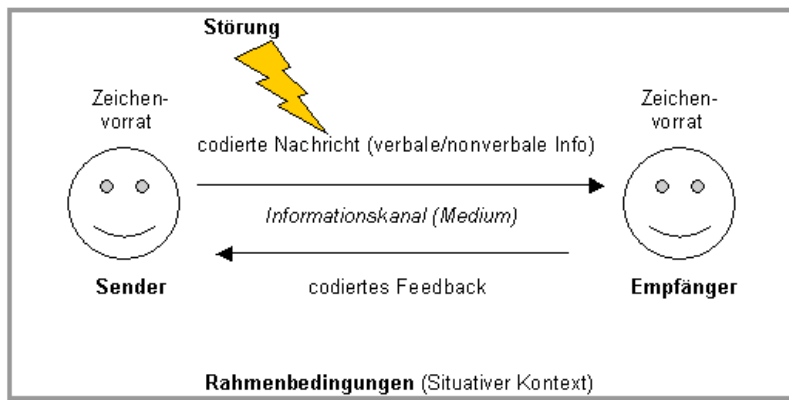 Störung
Zeichen-
vorrat
Zeichen-
vorrat
codierte Nachricht (verbale/nonverbale Info)
Informationskanal (Medium)
Sender
codiertes Feedback
Empfänger
Rahmenbedingungen (Situativer Kontext)